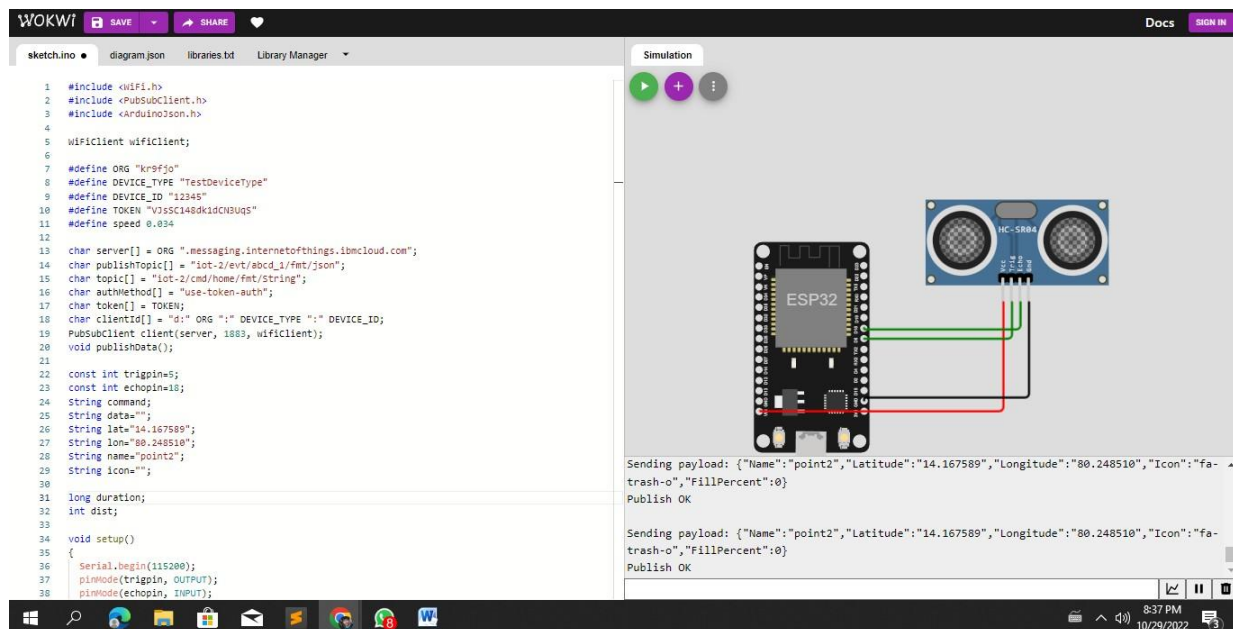 WOKWI SAVE SHARE Docs SIGN IN
sketch.ino diagram.json libraries.txt Library Manager
1 #include <WiFi.h>
2 #include <PubSubClient.h>
3 #include <ArduinoJson.h>
4
5 WiFiClient wifiClient;
6
7 #define ORG "kr9fjo"
8 #define DEVICE_TYPE "TestDeviceType"
9 #define DEVICE_ID "12345"
10 #define TOKEN "VJsSC148dk1dCN3UqS"
11 #define speed 0.034
12
13 char server[] = ORG ".messaging.internetofthings.ibmcloud.com";
14 char publishTopic[] = "iot-2/evt/abcd_1/fmt/json";
15 char topic[] = "iot-2/cmd/home/fmt/String";
16 char authMethod[] = "use-token-auth";
17 char token[] = TOKEN;
18 char clientId[] = "d:" ORG ":" DEVICE_TYPE ":" DEVICE_ID;
19 PubSubClient client(server, 1883, wifiClient);
20 void publishData();
21
22 const int trigpin=5;
23 const int echopin=18;
24 String command;
25 String data="";
26 String lat="14.167589";
27 String lon="80.248510";
28 String name="point2";
29 String icon="";
30
31 long duration;
32 int dist;
33
34 void setup()
35 {
36 Serial.begin(115200);
37 pinMode(trigpin, OUTPUT);
38 pinMode(echopin, INPUT);
Simulation
HC-SR04
Vcc
Trig
Echo
Gnd
ESP32
Sending payload: {"Name":"point2","Latitude":"14.167589","Longitude":"80.248510","Icon":"fa-
trash-o","FillPercent":0}
Publish OK
Sending payload: {"Name":"point2","Latitude":"14.167589","Longitude":"80.248510","Icon":"fa-
trash-o","FillPercent":0}
Publish OK
8:37 PM
10/29/2022